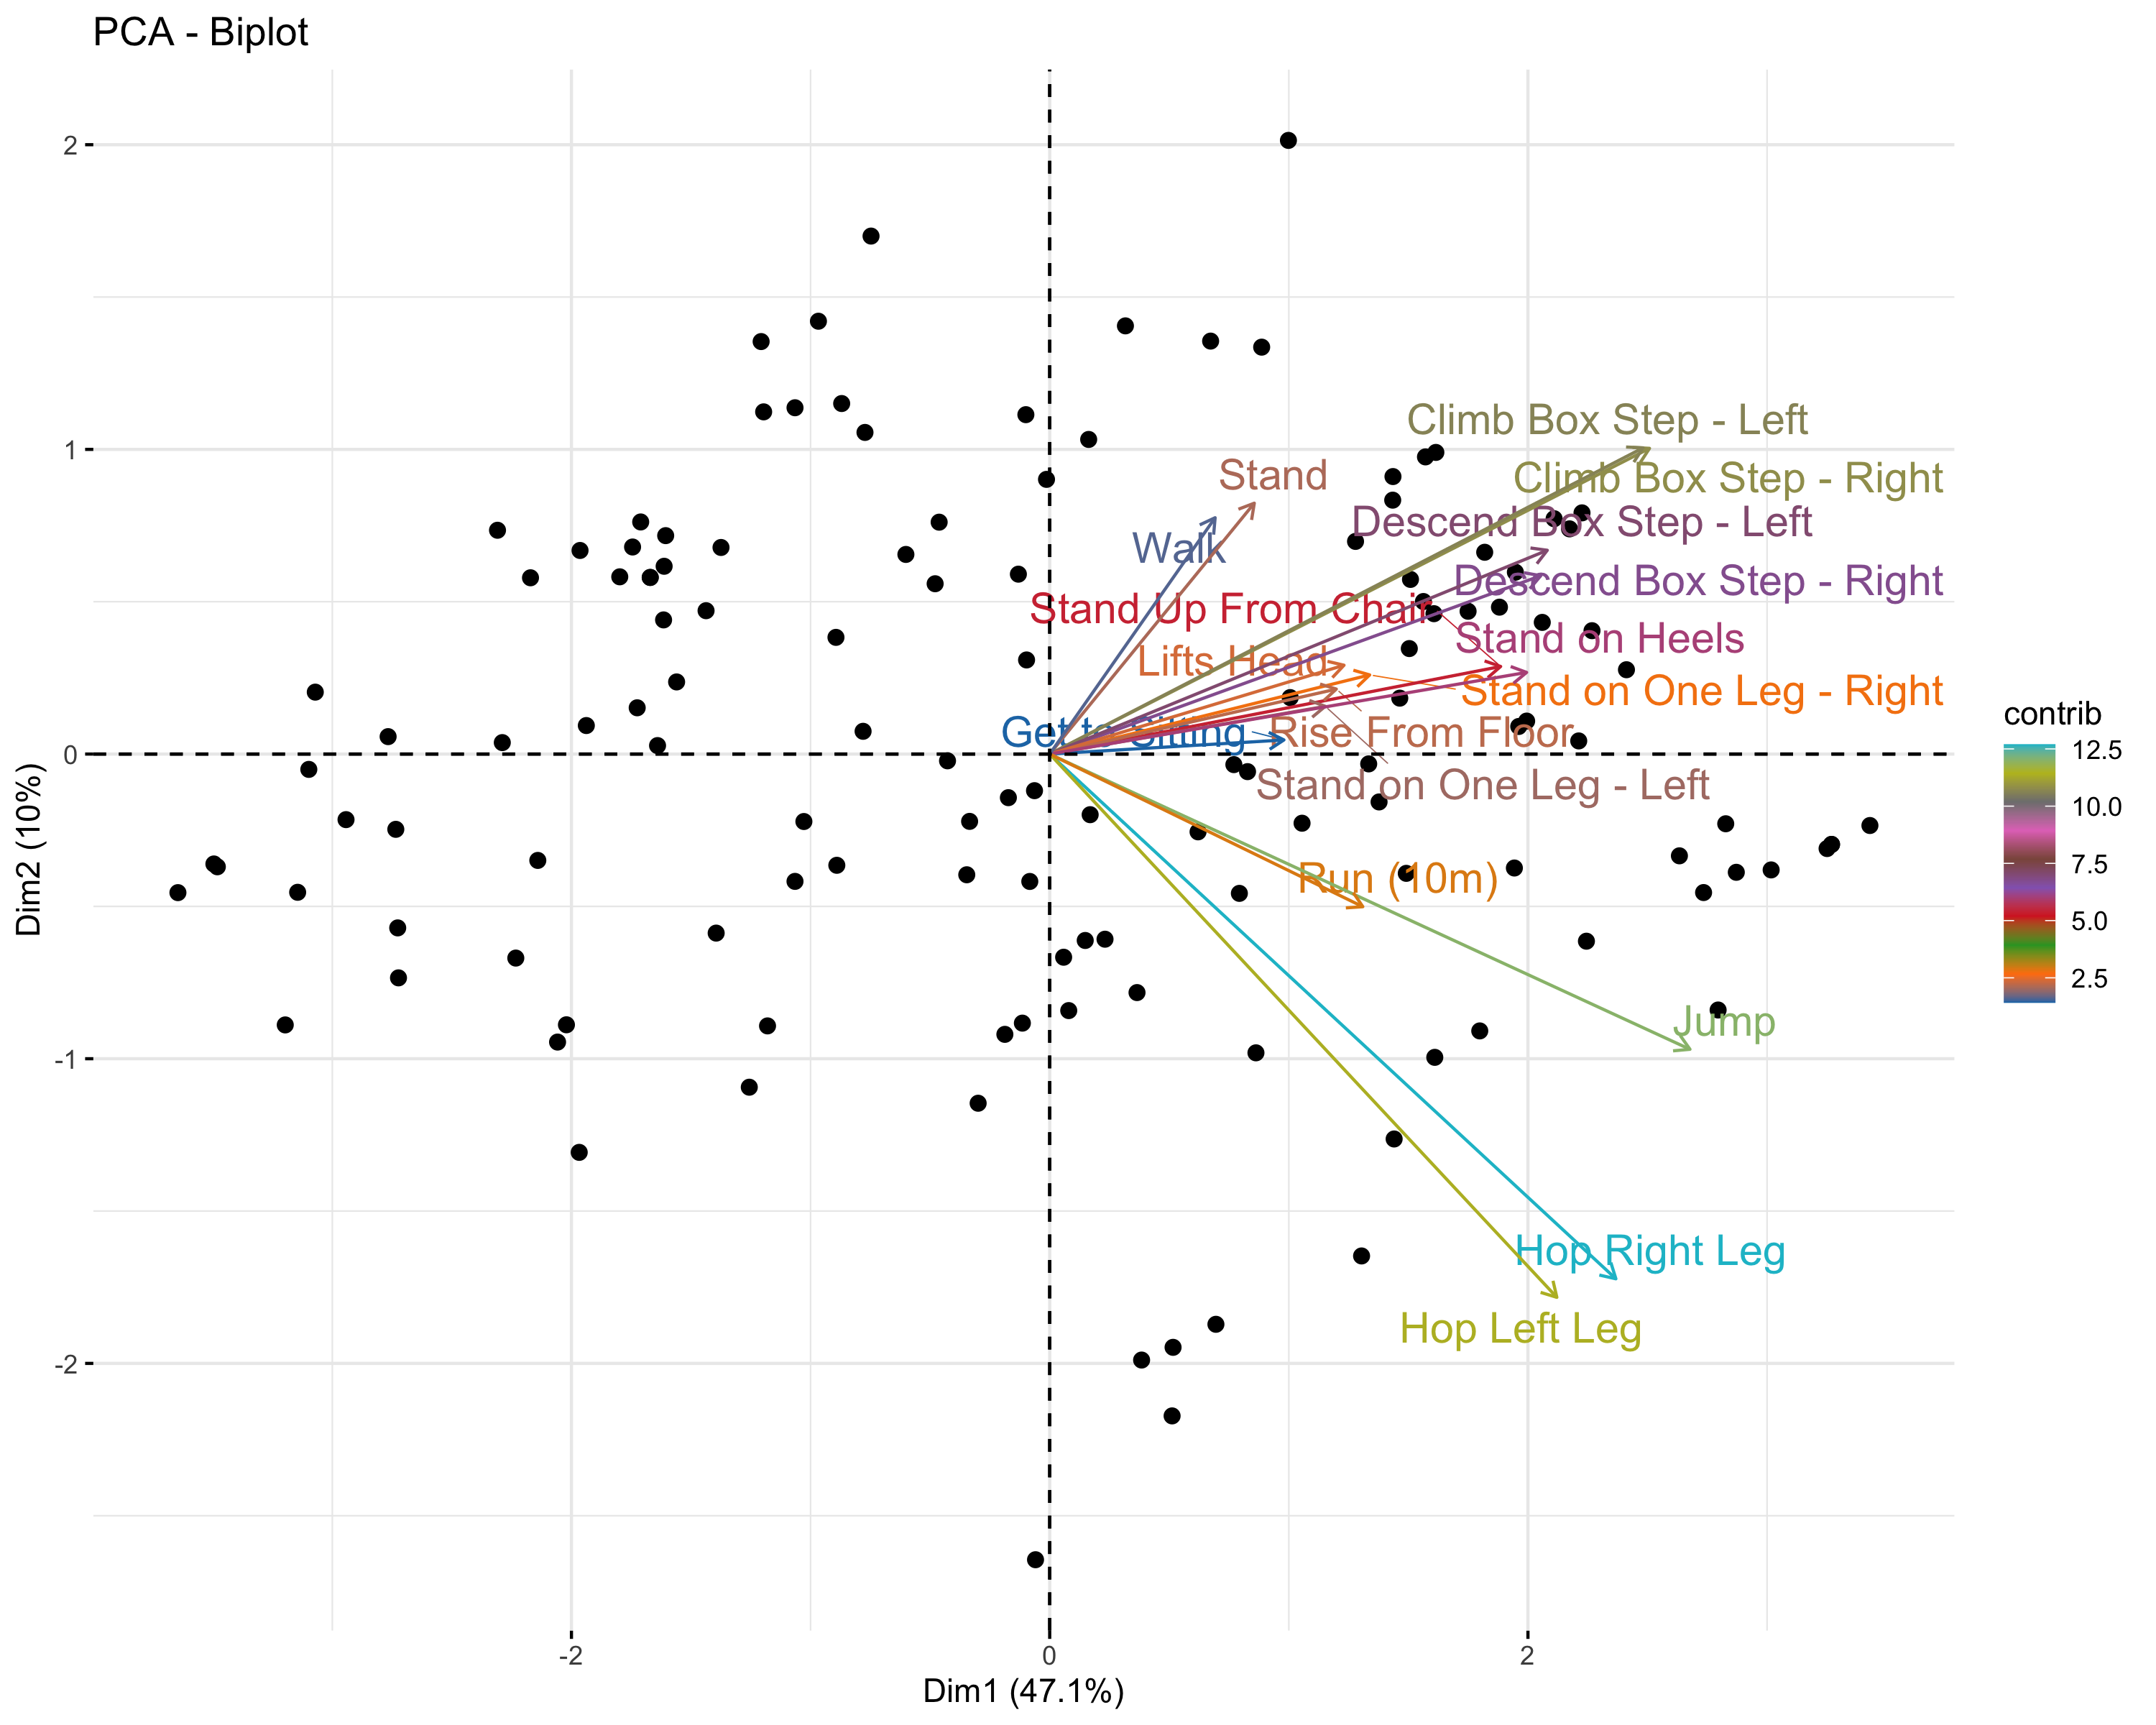 PCA - Biplot
2
1
0
-1
-2
Dim2 (10%)
-2
0
2
Dim1 (47.1%)
Climb Box Step - Left
Stand
Climb Box Step - Right
Descend Box Step - Left
Walk
Descend Box Step - Right
Stand Up From Chair
Stand on Heels
Lifts Head
Stand on One Leg - Right
Get to Sitting
Rise From Floor
Stand on One Leg - Left
Run (10m)
Jump
Hop Right Leg
Hop Left Leg
contrib
12.5
10.0
7.5
5.0
2.5